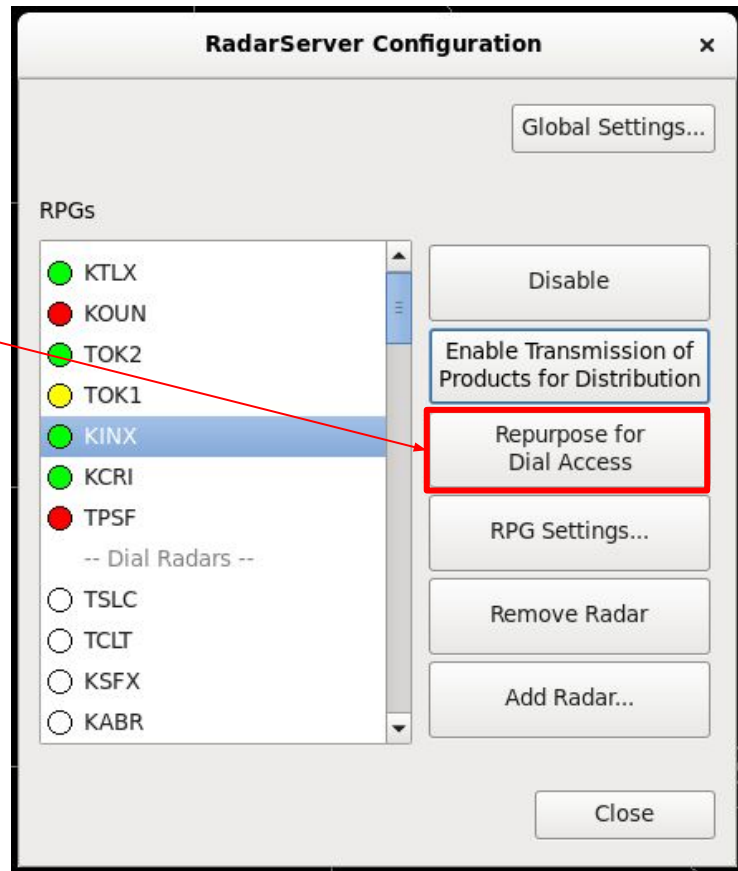 RadarServer Configuration
×
Global Settings...
RPGs
KTLX
KOUN
TOK2
TOK1
KINX
KCRI
TPSF
-- Dial Radars --
TSLC
TCLT
KSFX
KABR
Disable
Enable Transmission of
Products for Distribution
Repurpose for
Dial Access
RPG Settings...
Remove Radar
Add Radar...
Close